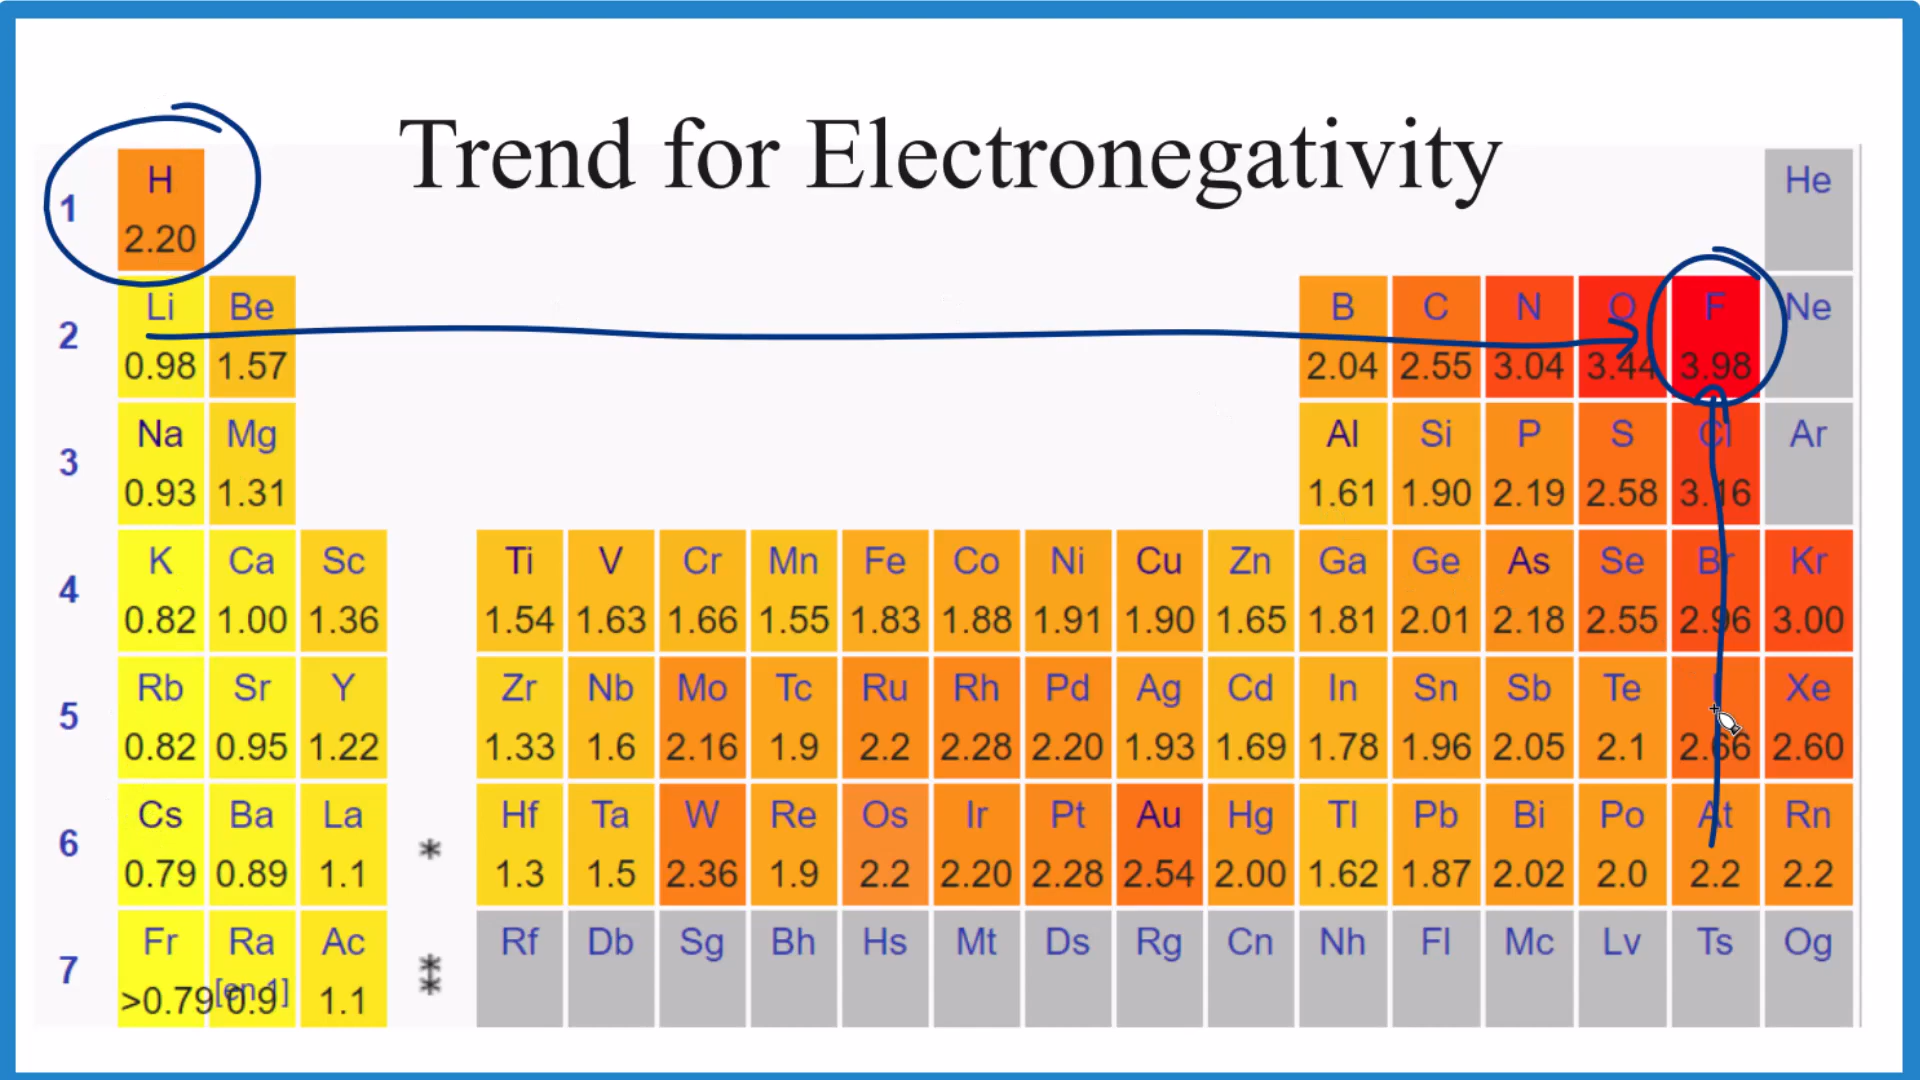 Trend for Electronegativity
1 H He
2.20
2 Li Be B C N O F Ne
0.98 1.57 2.04 2.55 3.04 3.44 3.98
3 Na Mg Al Si P S Cl Ar
0.93 1.31 1.61 1.90 2.19 2.58 3.16
4 K Ca Sc Ti V Cr Mn Fe Co Ni Cu Zn Ga Ge As Se Br Kr
0.82 1.00 1.36 1.54 1.63 1.66 1.55 1.83 1.88 1.91 1.90 1.65 1.81 2.01 2.18 2.55 2.96 3.00
5 Rb Sr Y Zr Nb Mo Tc Ru Rh Pd Ag Cd In Sn Sb Te I Xe
0.82 0.95 1.22 1.33 1.6 2.16 1.9 2.2 2.28 2.20 1.93 1.69 1.78 1.96 2.05 2.1 2.66 2.60
6 Cs Ba La * Hf Ta W Re Os Ir Pt Au Hg Tl Pb Bi Po At Rn
0.79 0.89 1.1 1.3 1.5 2.36 1.9 2.2 2.20 2.28 2.54 2.00 1.62 1.87 2.02 2.0 2.2 2.2
7 Fr Ra Ac ** Rf Db Sg Bh Hs Mt Ds Rg Cn Nh Fl Mc Lv Ts Og
>0.79 0.9 [en 1] 1.1